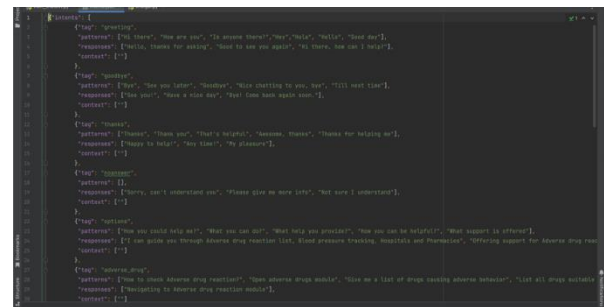 {"intents": [
{"tag": "greeting",
"patterns": ["Hi there", "How are you", "Is anyone there?","Hey","Hola", "Hello", "Good day"],
"responses": ["Hello, thanks for asking", "Good to see you again", "Hi there, how can I help?"],
"context": [""]
},
{"tag": "goodbye",
"patterns": ["Bye", "See you later", "Goodbye", "Nice chatting to you, bye", "Till next time"],
"responses": ["See you!", "Have a nice day", "Bye! Come back again soon."],
"context": [""]
},
{"tag": "thanks",
"patterns": ["Thanks", "Thank you", "That's helpful", "Awesome, thanks", "Thanks for helping me"],
"responses": ["Happy to help!", "Any time!", "My pleasure"],
"context": [""]
},
{"tag": "noanswer",
"patterns": [],
"responses": ["Sorry, can't understand you", "Please give me more info", "Not sure I understand"],
"context": [""]
},
{"tag": "options",
"patterns": ["How you could help me?", "What you can do?", "What help you provide?", "How you can be helpful?", "What support is offered"],
"responses": ["I can guide you through Adverse drug reaction list, Blood pressure tracking, Hospitals and Pharmacies", "Offering support for Adverse drug reac
"context": [""]
},
{"tag": "adverse_drug",
"patterns": ["How to check Adverse drug reaction?", "Open adverse drugs module", "Give me a list of drugs causing adverse behavior", "List all drugs suitable
"responses": ["Navigating to Adverse drug reaction module"],
"context": [""]
Bookmarks
Structure